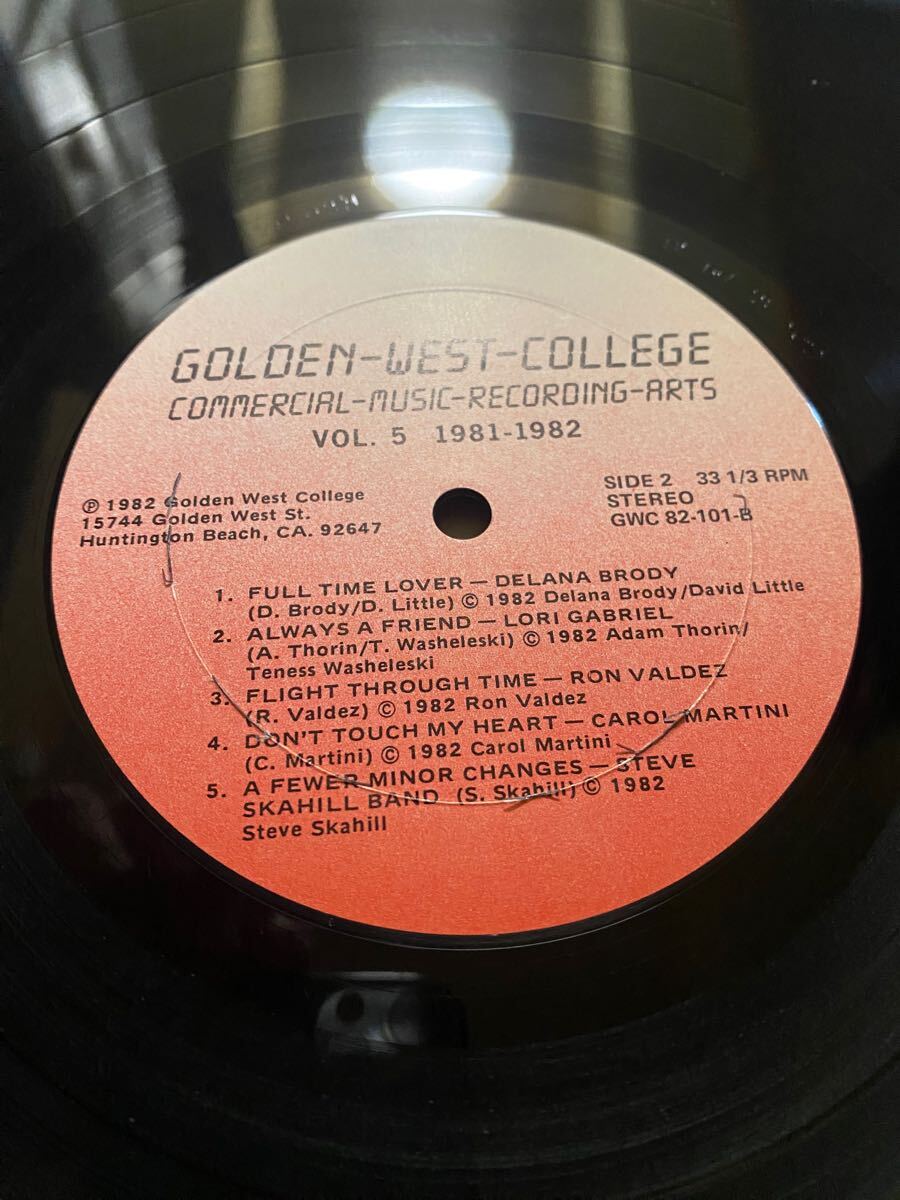 GOLDEN-WEST-COLLEGE
COMMERCIAL-MUSIC-RECORDING-ARTS
VOL. 5 1981-1982
℗ 1982 Golden West College
15744 Golden West St.
Huntington Beach, CA. 92647
SIDE 2 33 1/3 RPM
STEREO
GWC 82-101-B
1. FULL TIME LOVER — DELANA BRODY
(D. Brody/D. Little) © 1982 Delana Brody/David Little
2. ALWAYS A FRIEND — LORI GABRIEL
(A. Thorin/T. Washeleski) © 1982 Adam Thorin/
Teness Washeleski
3. FLIGHT THROUGH TIME — RON VALDEZ
(R. Valdez) © 1982 Ron Valdez
4. DON'T TOUCH MY HEART — CAROL MARTINI
(C. Martini) © 1982 Carol Martini
5. A FEWER MINOR CHANGES — STEVE
SKAHILL BAND (S. Skahill) © 1982
Steve Skahill